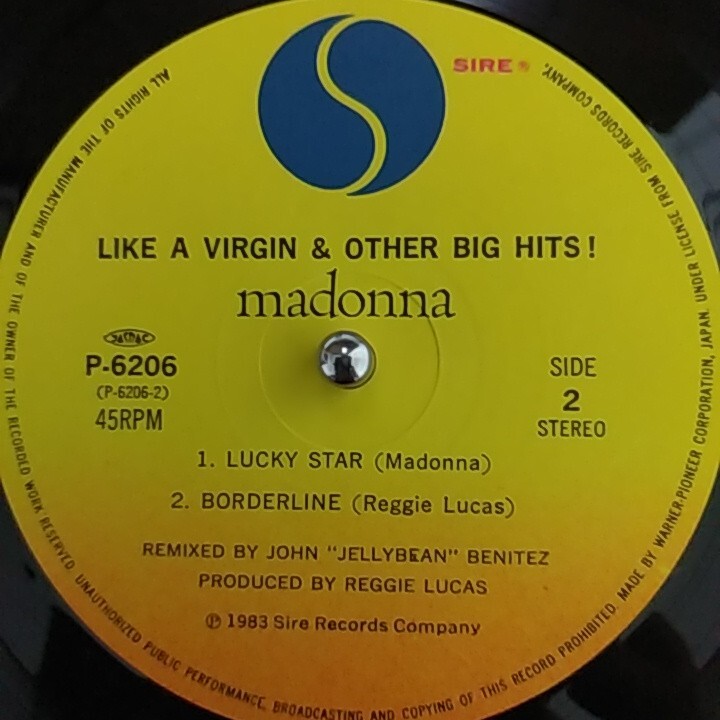 SIRE ®
LIKE A VIRGIN & OTHER BIG HITS!
madonna
JASRAC
P-6206
(P-6206-2)
45RPM
SIDE
2
STEREO
1. LUCKY STAR (Madonna)
2. BORDERLINE (Reggie Lucas)
REMIXED BY JOHN "JELLYBEAN" BENITEZ
PRODUCED BY REGGIE LUCAS
℗ 1983 Sire Records Company
ALL RIGHTS OF THE MANUFACTURER AND OF THE OWNER OF THE RECORDED WORK RESERVED. UNAUTHORIZED PUBLIC PERFORMANCE, BROADCASTING AND COPYING OF THIS RECORD PROHIBITED. MADE BY WARNER-PIONEER CORPORATION, JAPAN. UNDER LICENSE FROM SIRE RECORDS COMPANY.